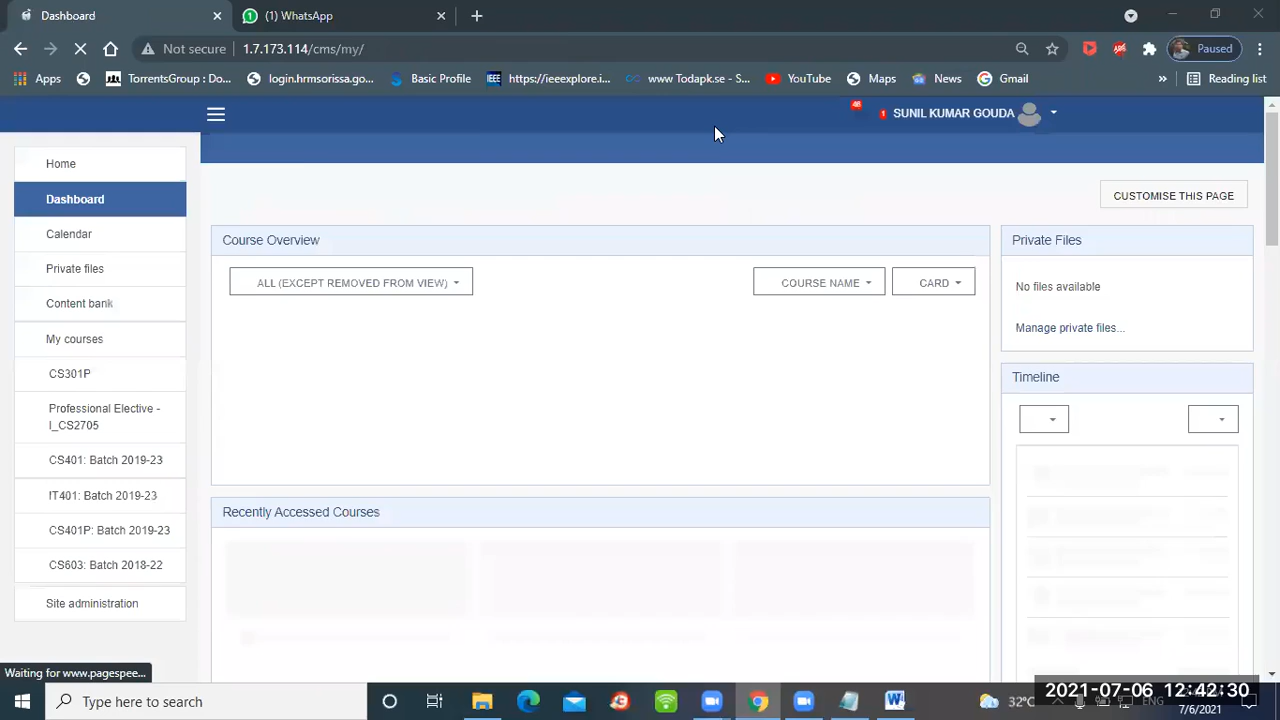 Dashboard
(1) WhatsApp
Not secure
1.7.173.114/cms/my/
Paused
Apps
TorrentsGroup : Do...
login.hrmsorissa.go...
Basic Profile
IEEE
https://ieeexplore.i...
www Todapk.co - S...
YouTube
Maps
News
Gmail
»
Reading list
46
1
SUNIL KUMAR GOUDA
Home
Dashboard
Calendar
Private files
Content bank
My courses
CS301P
Professional Elective -
I_CS2705
CS401: Batch 2019-23
IT401: Batch 2019-23
CS401P: Batch 2019-23
CS603: Batch 2018-22
Site administration
CUSTOMISE THIS PAGE
Course Overview
ALL (EXCEPT REMOVED FROM VIEW)
COURSE NAME
CARD
Recently Accessed Courses
Private Files
No files available
Manage private files...
Timeline
Waiting for www.pagespee...
Type here to search
32°C
ENG
2021-07-06 12:42:30
7/6/2021